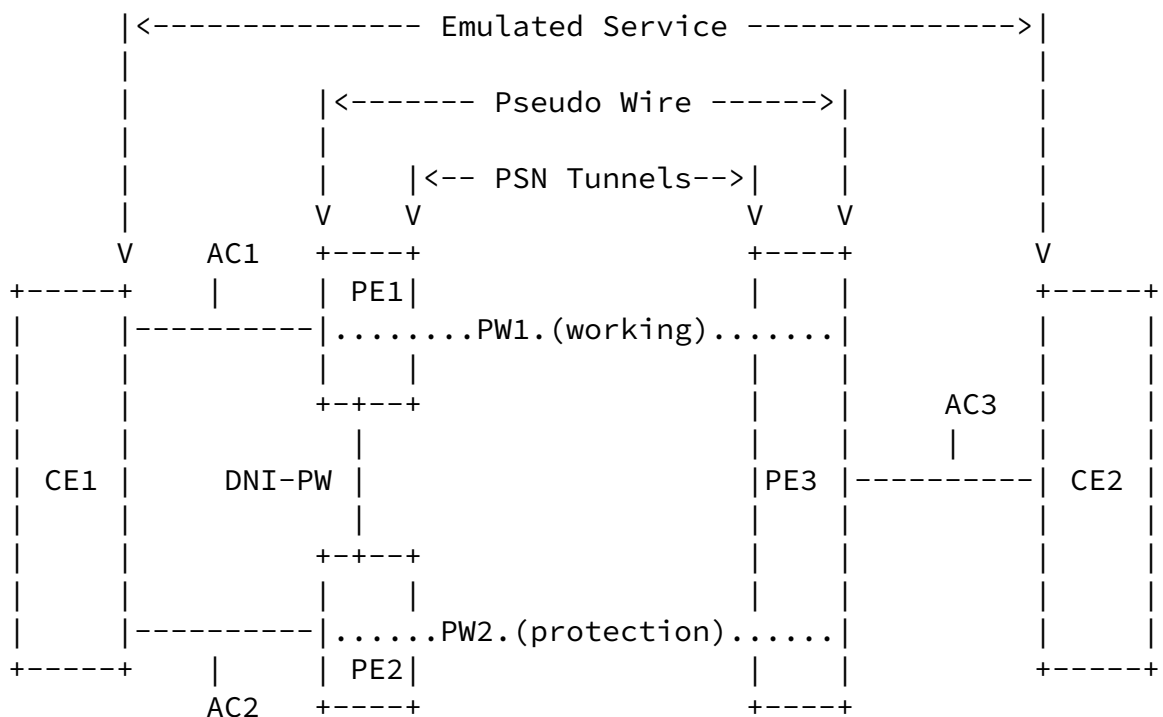 |<--------------- Emulated Service --------------->|
|<------- Pseudo Wire ------>|
|<-- PSN Tunnels-->|
V V V V
V AC1 +----+ +----+ V
+-----+ | | PE1| | | +-----+
| |----------|........PW1.(working).......| | |
+-+--+ AC3
| CE1 | DNI-PW | |PE3 |----------| CE2 |
+-+--+
| |----------|......PW2.(protection)......| | |
+-----+ | | PE2| | | +-----+
AC2 +----+ +----+